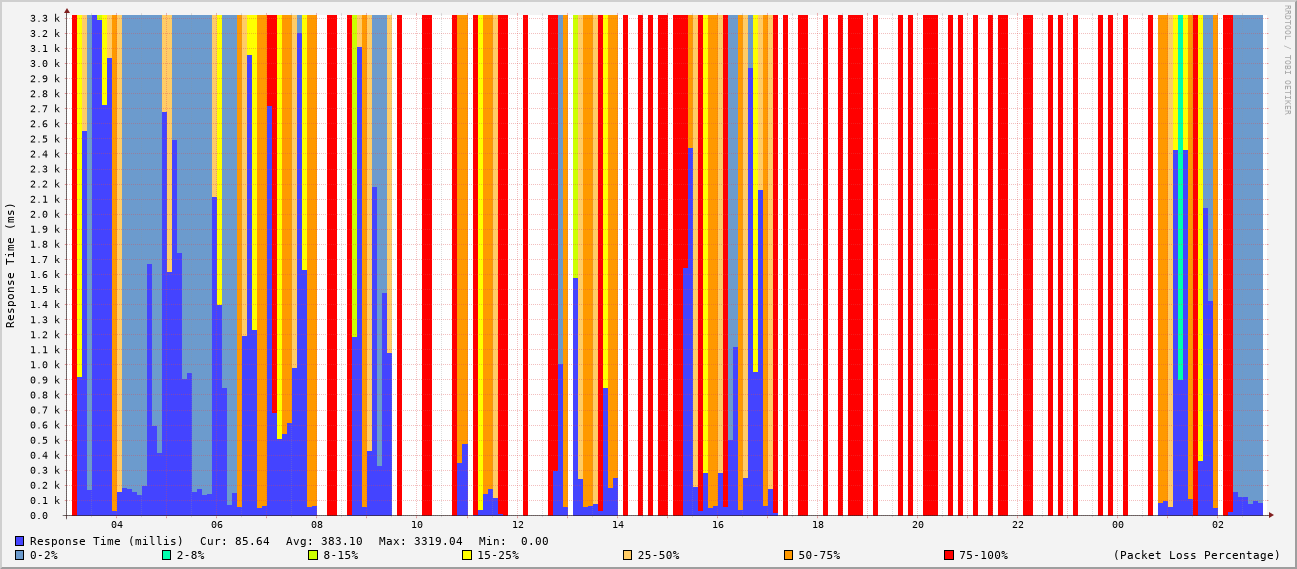 RRDTOOL / TOBI OETIKER
Response Time (ms)
3.3 k
3.2 k
3.1 k
3.0 k
2.9 k
2.8 k
2.7 k
2.6 k
2.5 k
2.4 k
2.3 k
2.2 k
2.1 k
2.0 k
1.9 k
1.8 k
1.7 k
1.6 k
1.5 k
1.4 k
1.3 k
1.2 k
1.1 k
1.0 k
0.9 k
0.8 k
0.7 k
0.6 k
0.5 k
0.4 k
0.3 k
0.2 k
0.1 k
0.0
04 06 08 10 12 14 16 18 20 22 00 02
Response Time (millis) Cur: 85.64 Avg: 383.10 Max: 3319.04 Min: 0.00
0-2% 2-8% 8-15% 15-25% 25-50% 50-75% 75-100% (Packet Loss Percentage)